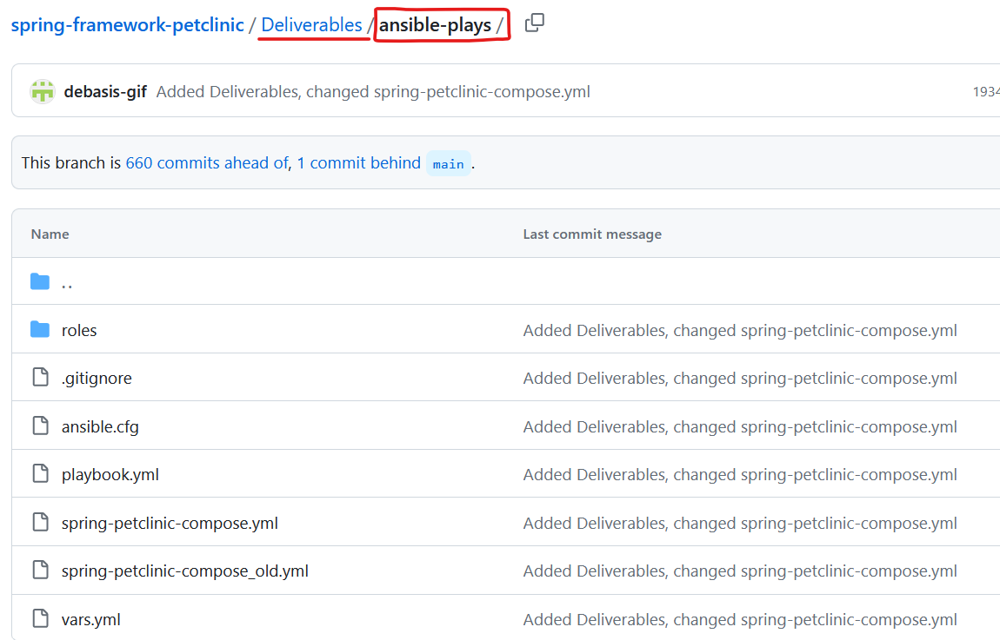 spring-framework-petclinic / Deliverables / ansible-plays /
debasis-gif Added Deliverables, changed spring-petclinic-compose.yml 1934
This branch is 660 commits ahead of, 1 commit behind main .
Name Last commit message
..
roles Added Deliverables, changed spring-petclinic-compose.yml
.gitignore Added Deliverables, changed spring-petclinic-compose.yml
ansible.cfg Added Deliverables, changed spring-petclinic-compose.yml
playbook.yml Added Deliverables, changed spring-petclinic-compose.yml
spring-petclinic-compose.yml Added Deliverables, changed spring-petclinic-compose.yml
spring-petclinic-compose_old.yml Added Deliverables, changed spring-petclinic-compose.yml
vars.yml Added Deliverables, changed spring-petclinic-compose.yml